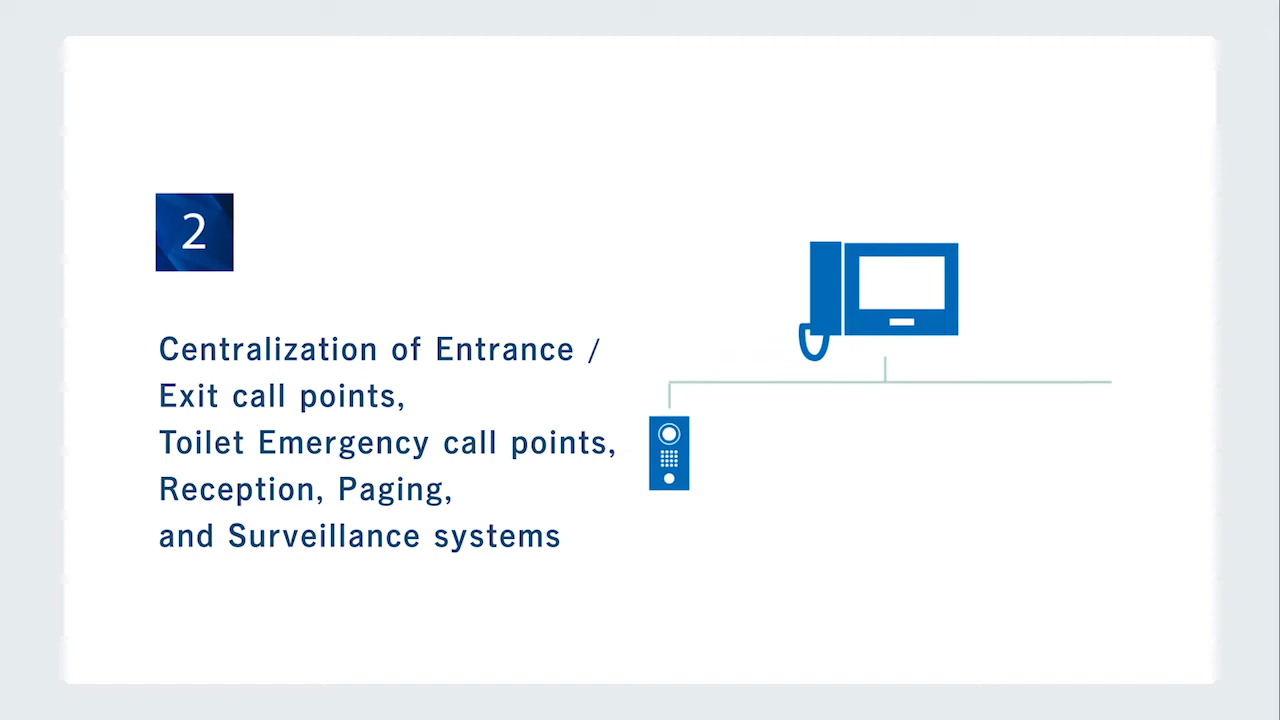 2
Centralization of Entrance /
Exit call points,
Toilet Emergency call points,
Reception, Paging,
and Surveillance systems